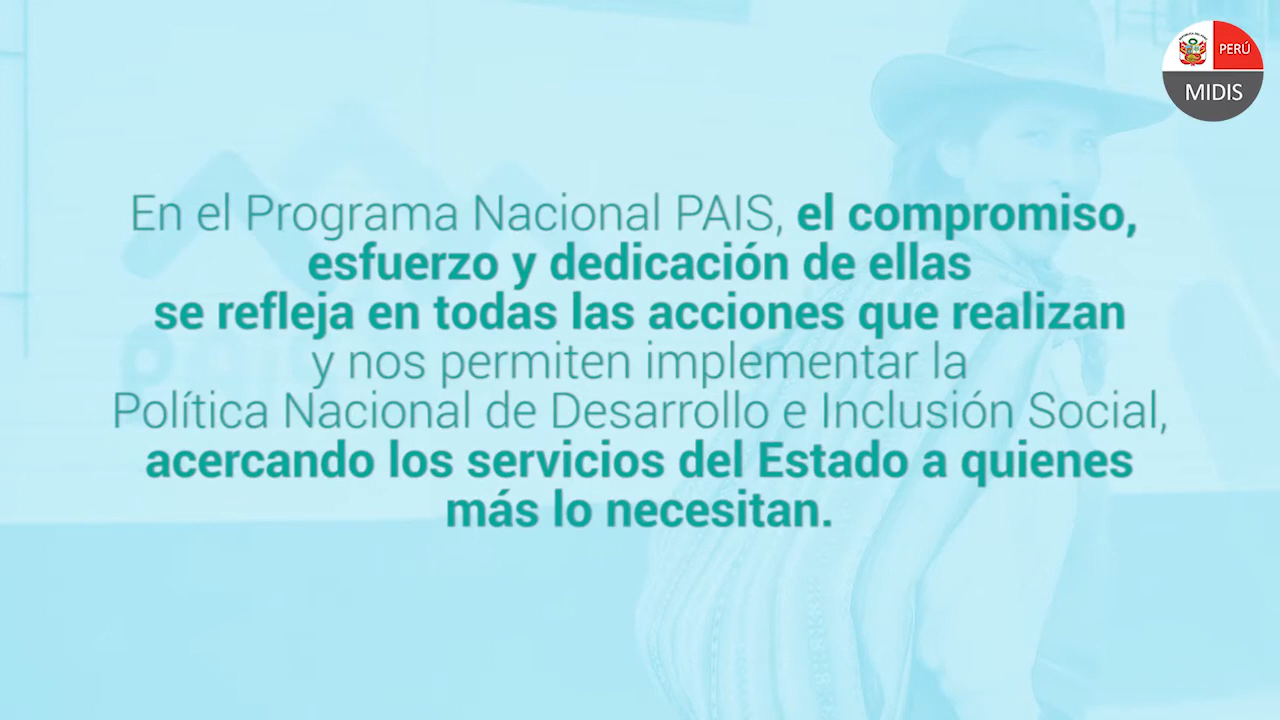 PERÚ
MIDIS
En el Programa Nacional PAIS, el compromiso,
esfuerzo y dedicación de ellas
se refleja en todas las acciones que realizan
y nos permiten implementar la
Política Nacional de Desarrollo e Inclusión Social,
acercando los servicios del Estado a quienes
más lo necesitan.